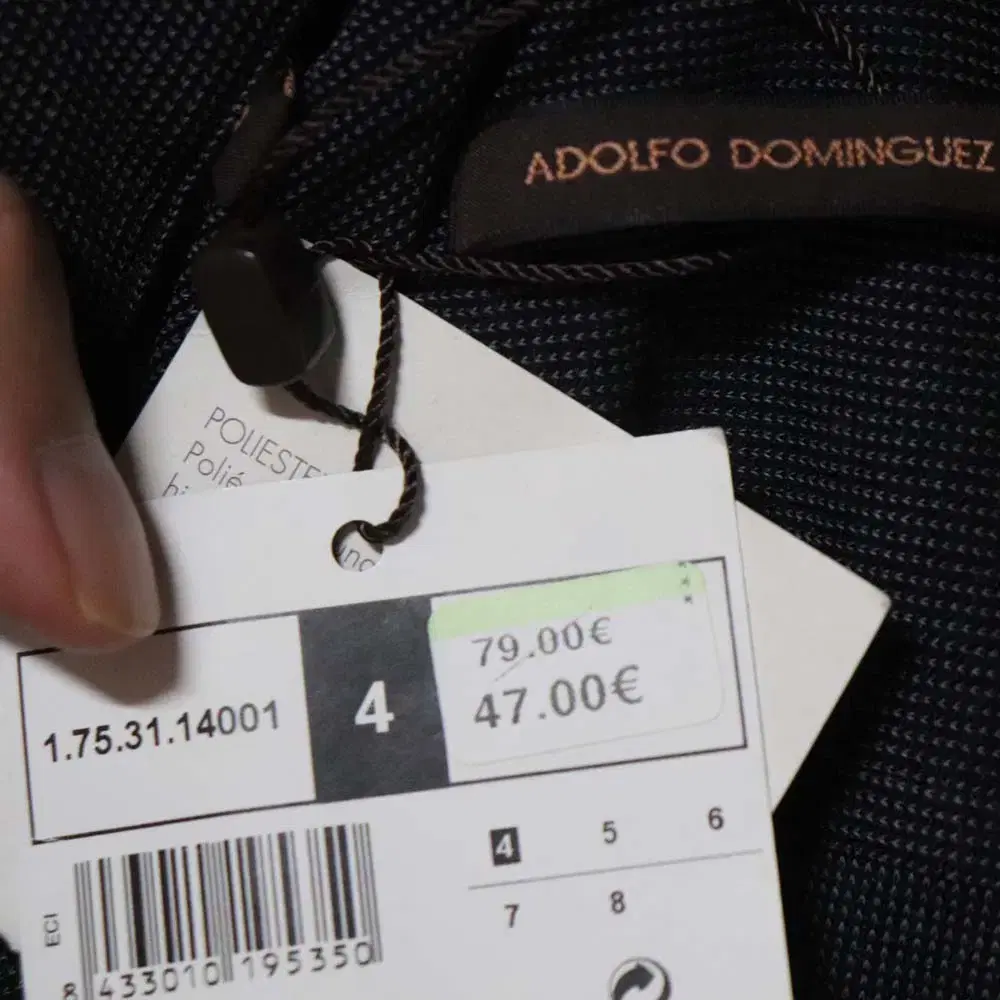 ADOLFO DOMINGUEZ
POLIESTE
Polié
79.00€
47.00€
1.75.31.14001
4
4 5 6
7 8
ECI
8 433010 195350